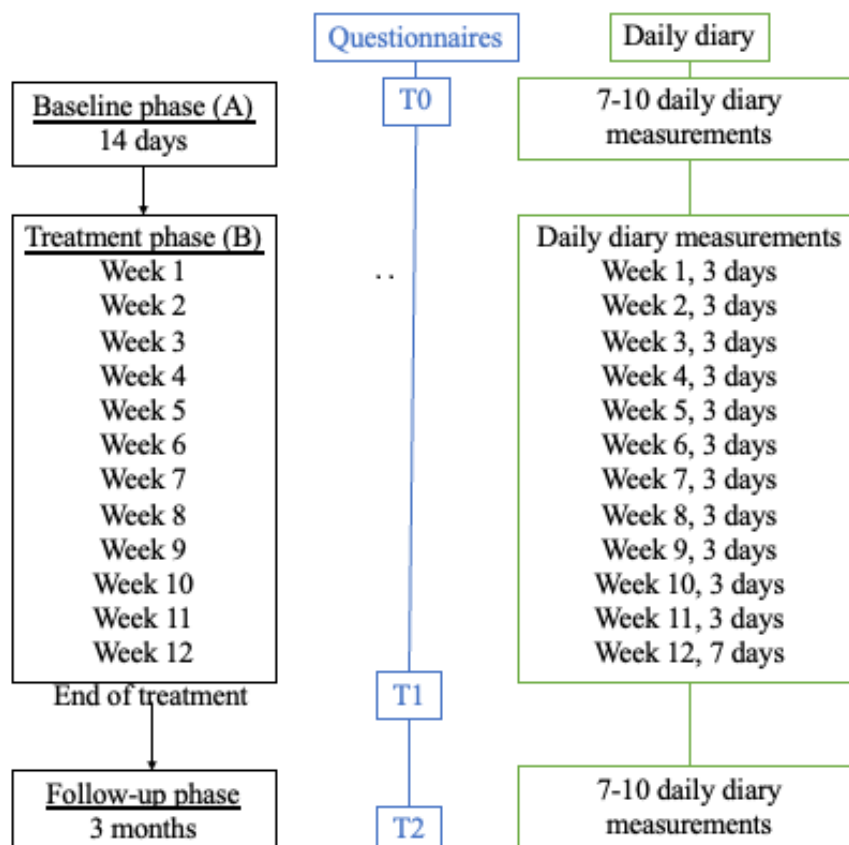 Questionnaires
Daily diary
Baseline phase (A)
14 days
T0
7-10 daily diary
measurements
Treatment phase (B)
Week 1
Week 2
Week 3
Week 4
Week 5
Week 6
Week 7
Week 8
Week 9
Week 10
Week 11
Week 12
..
Daily diary measurements
Week 1, 3 days
Week 2, 3 days
Week 3, 3 days
Week 4, 3 days
Week 5, 3 days
Week 6, 3 days
Week 7, 3 days
Week 8, 3 days
Week 9, 3 days
Week 10, 3 days
Week 11, 3 days
Week 12, 7 days
End of treatment
T1
Follow-up phase
3 months
T2
7-10 daily diary
measurements